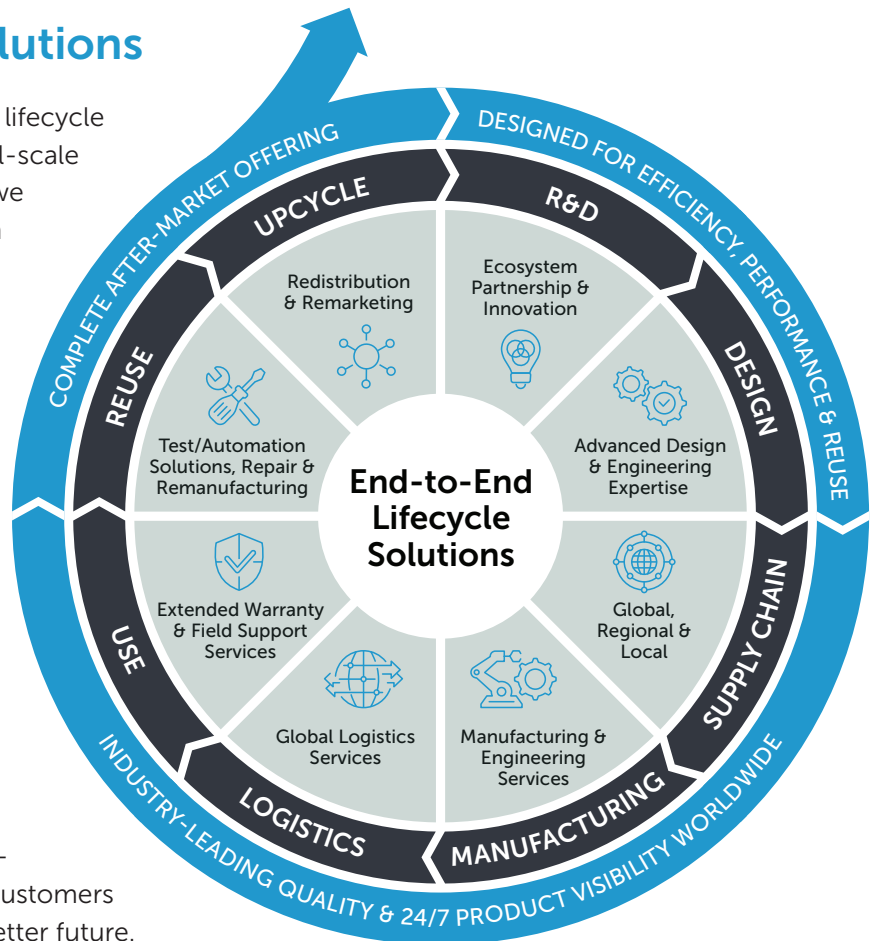 lutions
lifecycle
l-scale
we
COMPLETE AFTER-MARKET OFFERING
DESIGNED FOR EFFICIENCY, PERFORMANCE & REUSE
INDUSTRY-LEADING QUALITY & 24/7 PRODUCT VISIBILITY WORLDWIDE
R&D
Ecosystem
Partnership &
Innovation
DESIGN
Advanced Design
& Engineering
Expertise
SUPPLY CHAIN
Global,
Regional &
Local
MANUFACTURING
Manufacturing &
Engineering
Services
LOGISTICS
Global Logistics
Services
USE
Extended Warranty
& Field Support
Services
REUSE
Test/Automation
Solutions, Repair &
Remanufacturing
UPCYCLE
Redistribution
& Remarketing
End-to-End
Lifecycle
Solutions
ustomers
etter future.